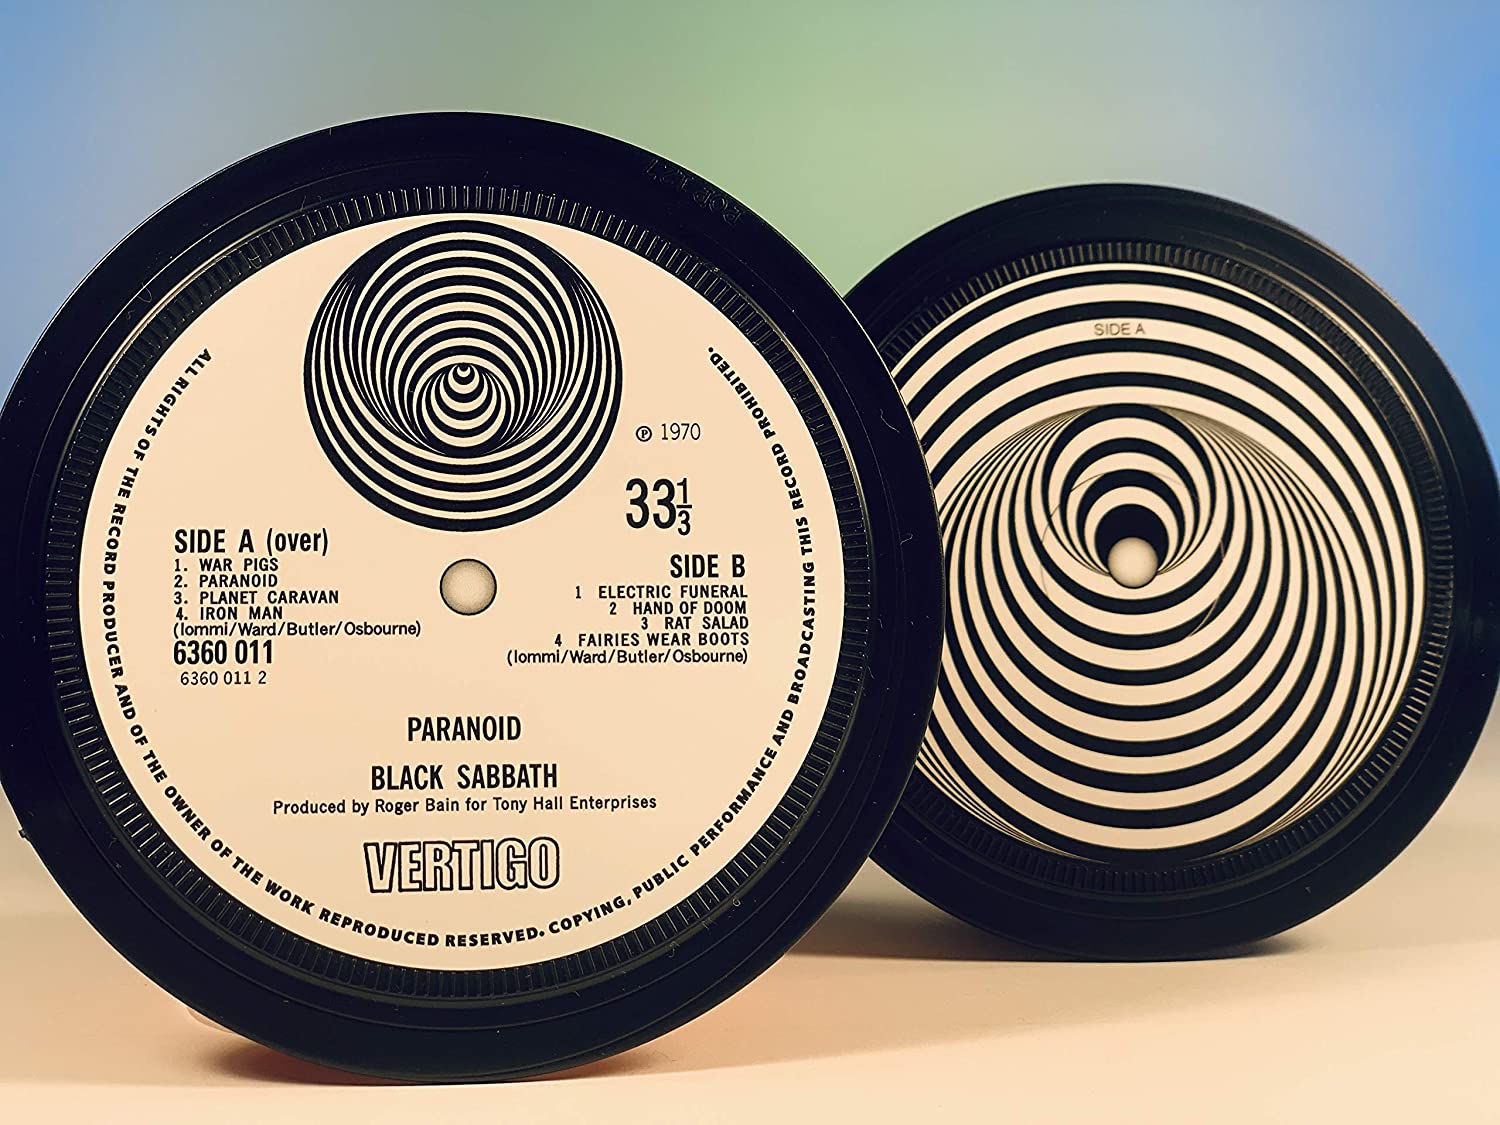 ℗ 1970
33⅓
SIDE A (over)
1. WAR PIGS
2. PARANOID
3. PLANET CARAVAN
4. IRON MAN
(Iommi/Ward/Butler/Osbourne)
6360 011
6360 011 2
SIDE B
1 ELECTRIC FUNERAL
2 HAND OF DOOM
3 RAT SALAD
4 FAIRIES WEAR BOOTS
(Iommi/Ward/Butler/Osbourne)
PARANOID
BLACK SABBATH
Produced by Roger Bain for Tony Hall Enterprises
VERTIGO
ALL RIGHTS OF THE RECORD PRODUCER AND OF THE OWNER OF THE WORK REPRODUCED RESERVED. COPYING, PUBLIC PERFORMANCE AND BROADCASTING THIS RECORD PROHIBITED.
SIDE A